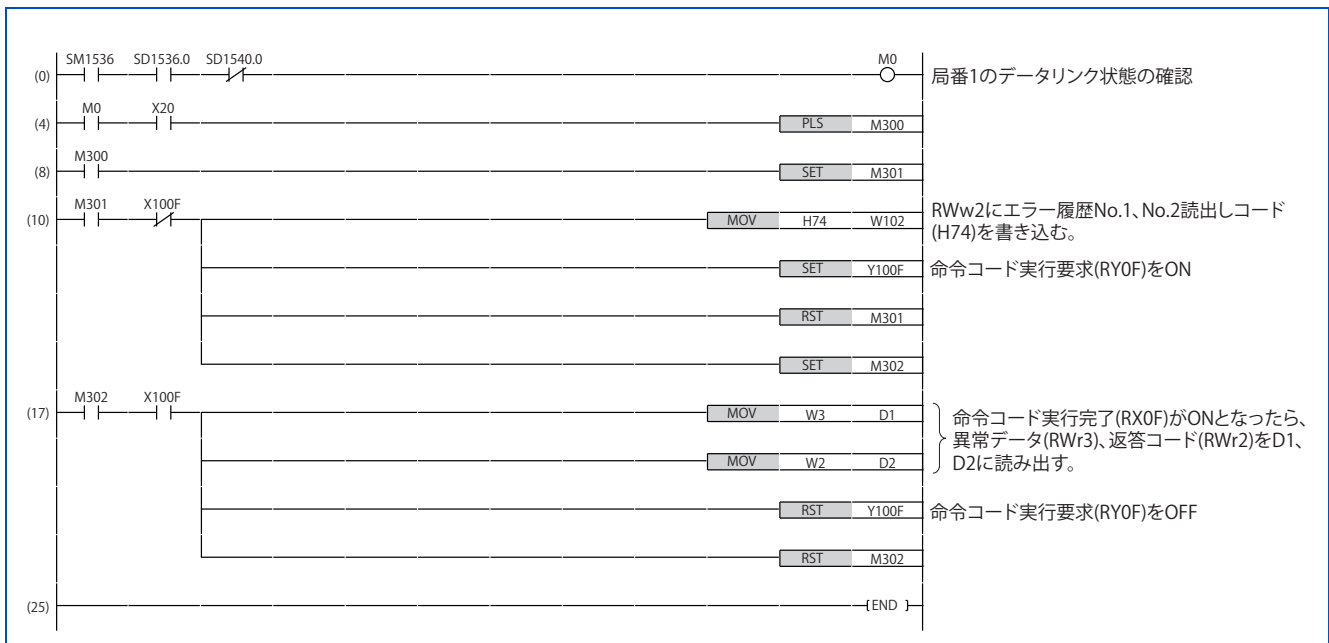 SM1536 SD1536.0 SD1540.0 M0
(0) 局番1のデータリンク状態の確認
M0 X20
(4) PLS M300
M300
(8) SET M301
M301 X100F
(10) MOV H74 W102
RWw2にエラー履歴No.1、No.2読出しコード
(H74)を書き込む。
SET Y100F 命令コード実行要求(RY0F)をON
RST M301
SET M302
M302 X100F
(17) MOV W3 D1
命令コード実行完了(RX0F)がONとなったら、
異常データ(RWr3)、返答コード(RWr2)をD1、
MOV W2 D2
D2に読み出す。
RST Y100F 命令コード実行要求(RY0F)をOFF
RST M302
(25) END